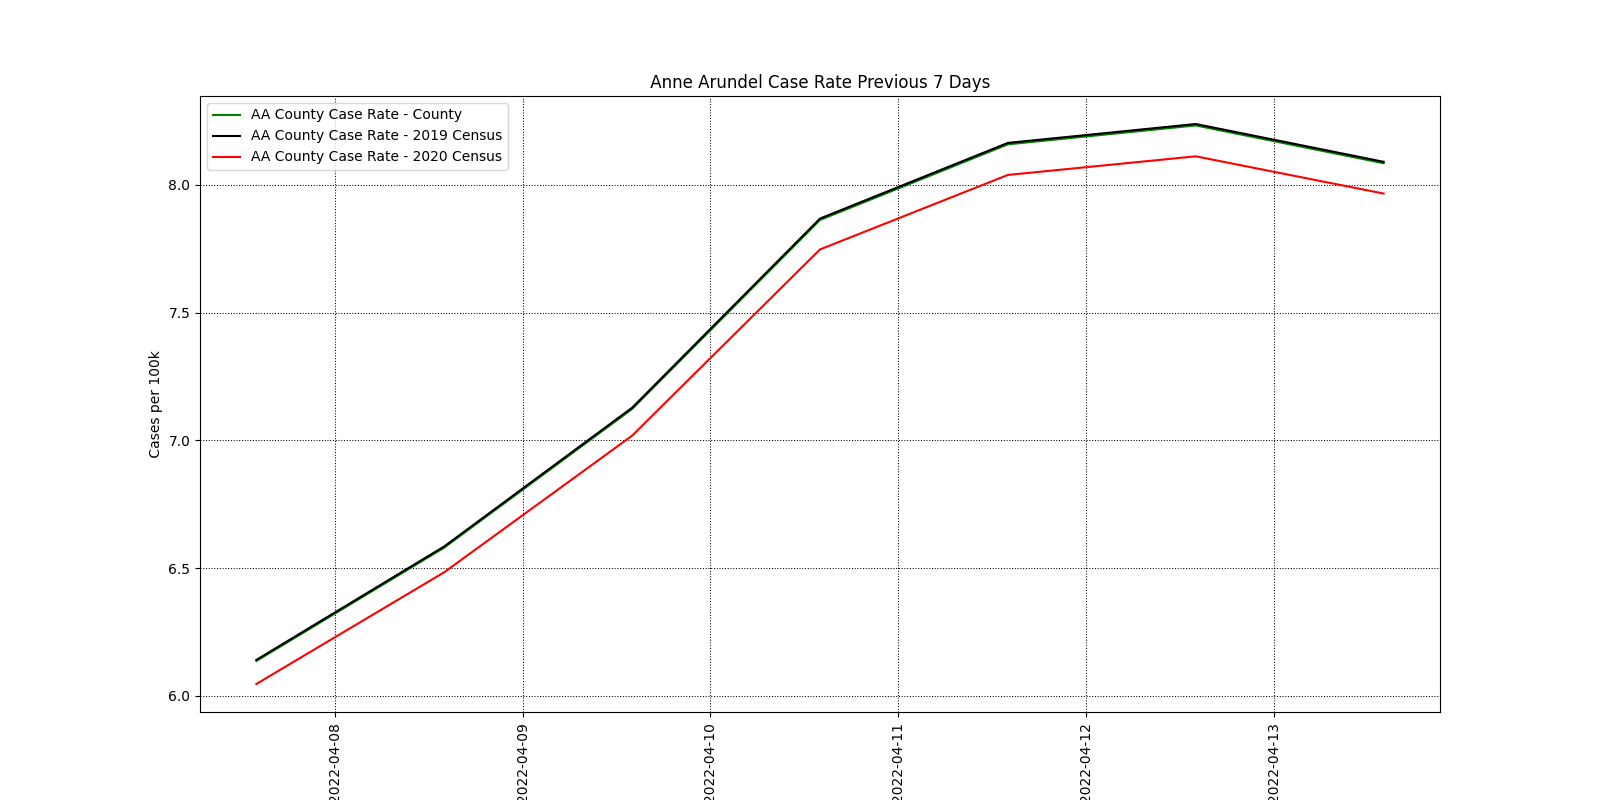 Anne Arundel Case Rate Previous 7 Days
AA County Case Rate - County
AA County Case Rate - 2019 Census
AA County Case Rate - 2020 Census
8.0
7.5
7.0
6.5
6.0
Cases per 100k
2022-04-08
2022-04-09
2022-04-10
2022-04-11
2022-04-12
2022-04-13